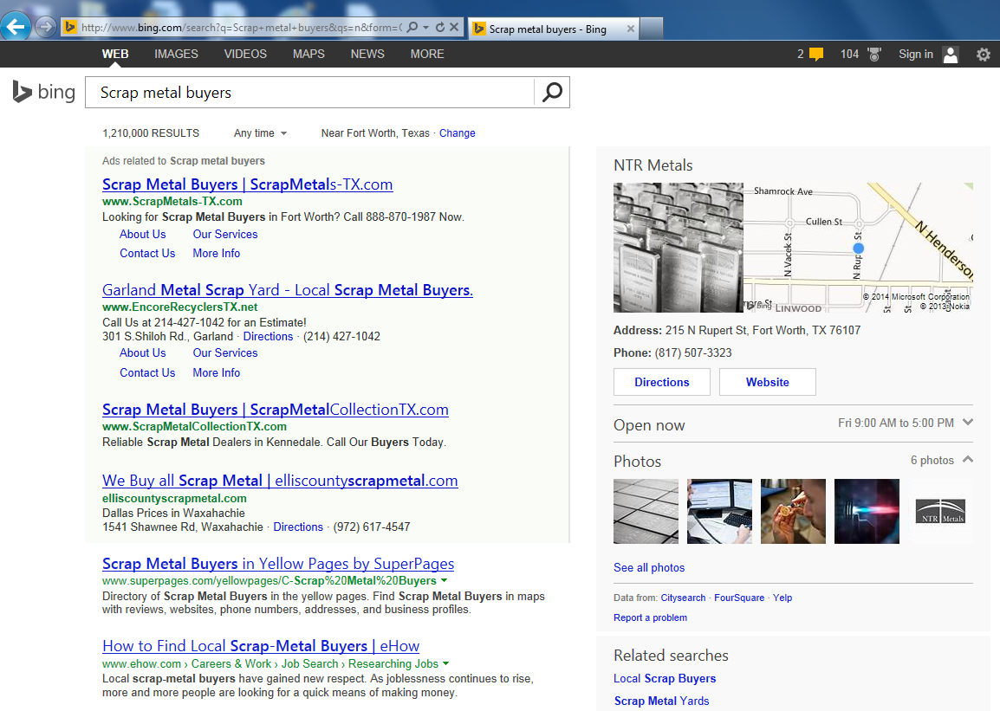 http://www.bing.com/search?q=Scrap+metal+buyers&qs=n&form=
Scrap metal buyers - Bing
WEB IMAGES VIDEOS MAPS NEWS MORE 2 104 Sign in
bing
Scrap metal buyers
1,210,000 RESULTS Any time Near Fort Worth, Texas · Change
Ads related to Scrap metal buyers
Scrap Metal Buyers | ScrapMetals-TX.com
www.ScrapMetals-TX.com
Looking for Scrap Metal Buyers in Fort Worth? Call 888-870-1987 Now.
About Us Our Services
Contact Us More Info
Garland Metal Scrap Yard - Local Scrap Metal Buyers.
www.EncoreRecyclersTX.net
Call Us at 214-427-1042 for an Estimate!
301 S.Shiloh Rd., Garland · Directions · (214) 427-1042
About Us Our Services
Contact Us More Info
Scrap Metal Buyers | ScrapMetalCollectionTX.com
www.ScrapMetalCollectionTX.com
Reliable Scrap Metal Dealers in Kennedale. Call Our Buyers Today.
We Buy all Scrap Metal | elliscountyscrapmetal.com
elliscountyscrapmetal.com
Dallas Prices in Waxahachie
1541 Shawnee Rd, Waxahachie · Directions · (972) 617-4547
Scrap Metal Buyers in Yellow Pages by SuperPages
www.superpages.com/yellowpages/C-Scrap%20Metal%20Buyers
Directory of Scrap Metal Buyers in the yellow pages. Find Scrap Metal Buyers in maps
with reviews, websites, phone numbers, addresses, and business profiles.
How to Find Local Scrap-Metal Buyers | eHow
www.ehow.com › Careers & Work › Job Search › Researching Jobs
Local scrap-metal buyers have gained new respect. As joblessness continues to rise,
more and more people are looking for a quick means of making money.
NTR Metals
Shamrock Ave
Cullen St
N Vacek St
N Rup St
N Henderso
© 2014 Microsoft Corporation
© 2013 Nokia
more St
bing
LINWOOD
St
St
Address: 215 N Rupert St, Fort Worth, TX 76107
Phone: (817) 507-3323
Directions Website
Open now Fri 9:00 AM to 5:00 PM
Photos 6 photos
NTR Metals
See all photos
Data from: Citysearch · FourSquare · Yelp
Report a problem
Related searches
Local Scrap Buyers
Scrap Metal Yards